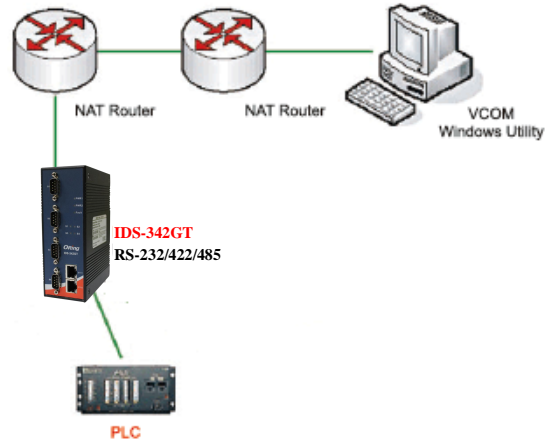 NAT Router
NAT Router
VCOM
Windows Utility
IDS-342GT
RS-232/422/485
PLC